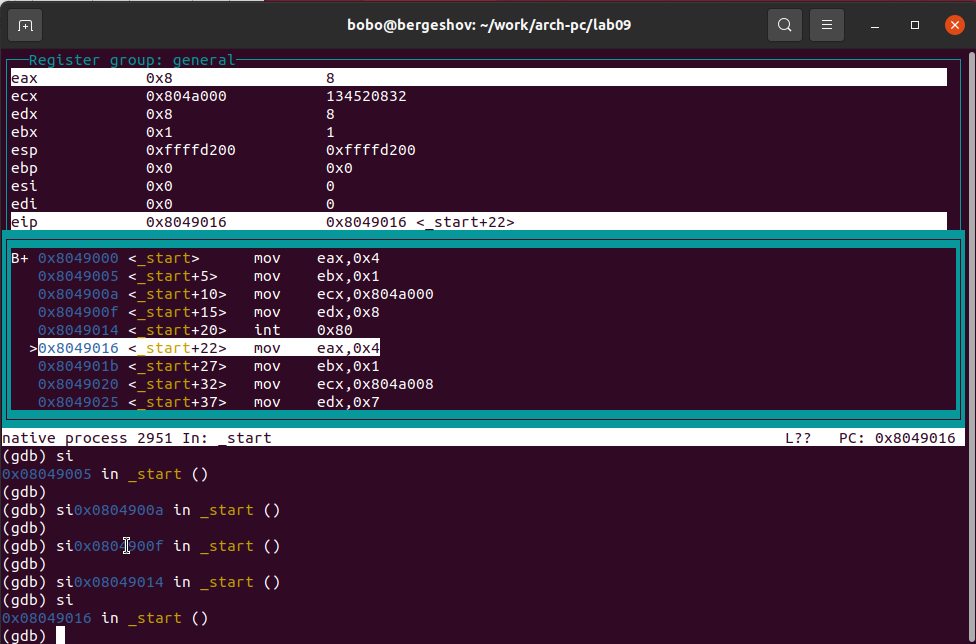 bobo@bergeshov: ~/work/arch-pc/lab09
Register group: general
eax 0x8 8
ecx 0x804a000 134520832
edx 0x8 8
ebx 0x1 1
esp 0xffffd200 0xffffd200
ebp 0x0 0x0
esi 0x0 0
edi 0x0 0
eip 0x8049016 0x8049016 <_start+22>
B+ 0x8049000 <_start> mov eax,0x4
0x8049005 <_start+5> mov ebx,0x1
0x804900a <_start+10> mov ecx,0x804a000
0x804900f <_start+15> mov edx,0x8
0x8049014 <_start+20> int 0x80
>0x8049016 <_start+22> mov eax,0x4
0x804901b <_start+27> mov ebx,0x1
0x8049020 <_start+32> mov ecx,0x804a008
0x8049025 <_start+37> mov edx,0x7
native process 2951 In: _start L?? PC: 0x8049016
(gdb) si
0x08049005 in _start ()
(gdb)
(gdb) si0x0804900a in _start ()
(gdb)
(gdb) si0x0804900f in _start ()
(gdb)
(gdb) si0x08049014 in _start ()
(gdb) si
0x08049016 in _start ()
(gdb)